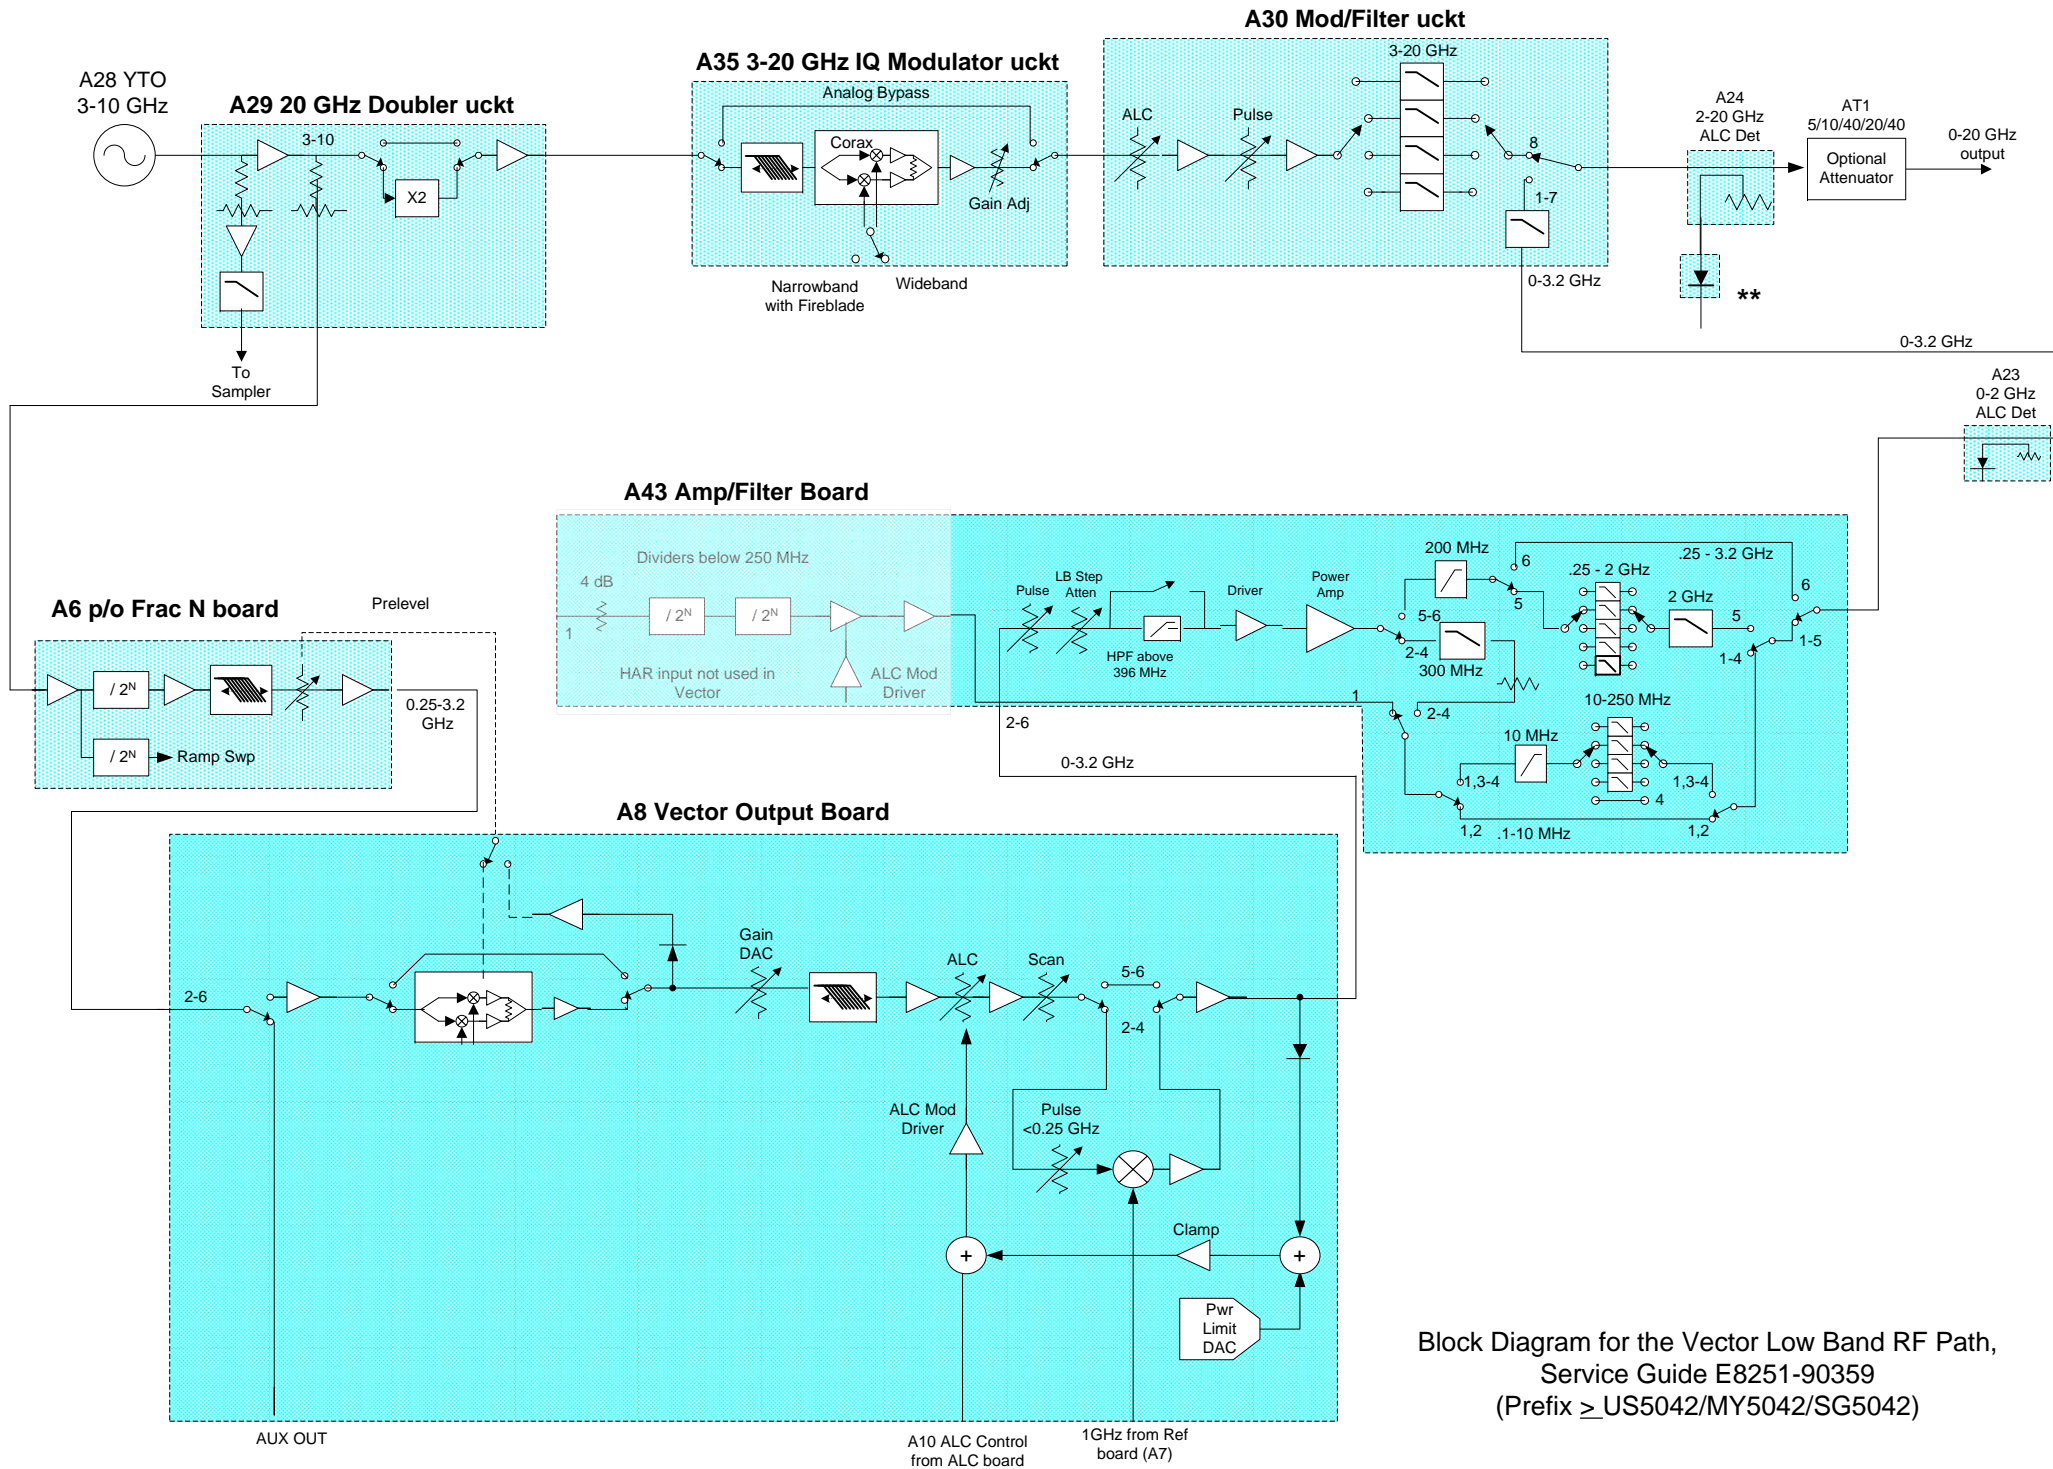 A30 Mod/Filter uckt
3-20 GHz
A28 YTO
3-10 GHz
A29 20 GHz Doubler uckt
3-10
X2
To
Sampler
A35 3-20 GHz IQ Modulator uckt
Analog Bypass
Corax
Gain Adj
Narrowband
with Fireblade
Wideband
ALC
Pulse
8
1-7
0-3.2 GHz
A24
2-20 GHz
ALC Det
**
AT1
5/10/40/20/40
Optional
Attenuator
0-20 GHz
output
0-3.2 GHz
A23
0-2 GHz
ALC Det
A43 Amp/Filter Board
Dividers below 250 MHz
4 dB
1
/ 2N
/ 2N
HAR input not used in
Vector
ALC Mod
Driver
Pulse
LB Step
Atten
HPF above
396 MHz
Driver
Power
Amp
200 MHz
6
5
5-6
2-4
300 MHz
.25 - 3.2 GHz
.25 - 2 GHz
2 GHz
5
6
1-5
1-4
1
2-4
10-250 MHz
10 MHz
1,3-4
1,3-4
4
1,2
.1-10 MHz
1,2
2-6
0-3.2 GHz
A6 p/o Frac N board
Prelevel
/ 2N
/ 2N
Ramp Swp
0.25-3.2
GHz
A8 Vector Output Board
2-6
Gain
DAC
ALC
Scan
5-6
2-4
ALC Mod
Driver
Pulse
<0.25 GHz
Clamp
+
+
Pwr
Limit
DAC
AUX OUT
A10 ALC Control
from ALC board
1GHz from Ref
board (A7)
Block Diagram for the Vector Low Band RF Path,
Service Guide E8251-90359
(Prefix > US5042/MY5042/SG5042)